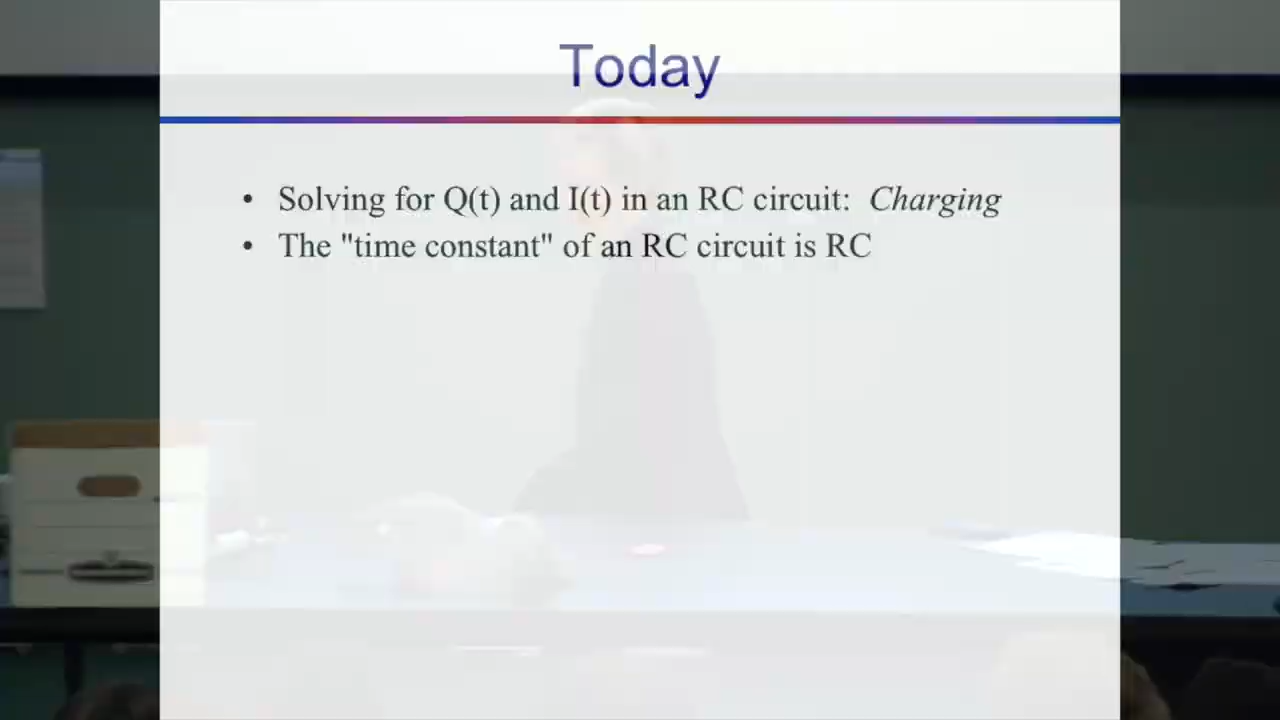 Today
• Solving for Q(t) and I(t) in an RC circuit: Charging
• The "time constant" of an RC circuit is RC